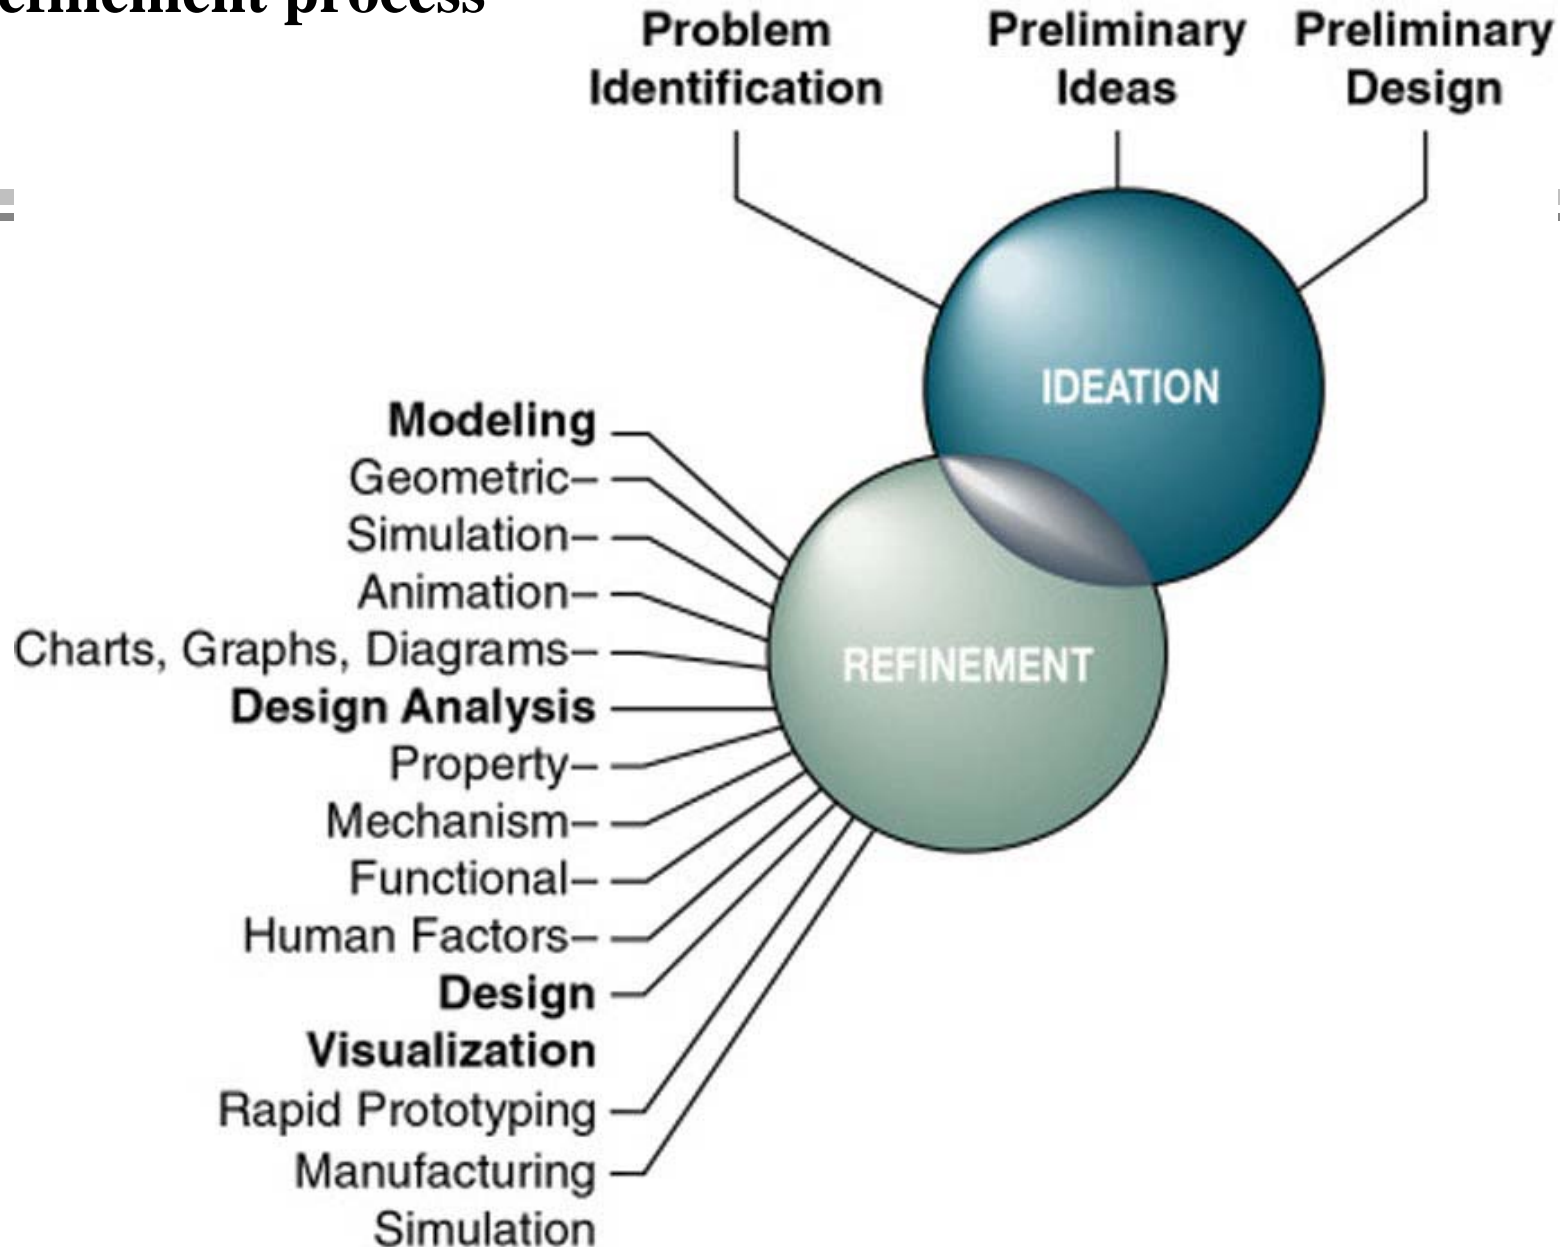 process
Problem
Identification
Preliminary
Ideas
Preliminary
Design
IDEATION
Modeling
Geometric–
Simulation–
Animation–
Charts, Graphs, Diagrams–
Design Analysis
Property–
Mechanism–
Functional–
Human Factors–
Design
Visualization
Rapid Prototyping
Manufacturing
Simulation
REFINEMENT